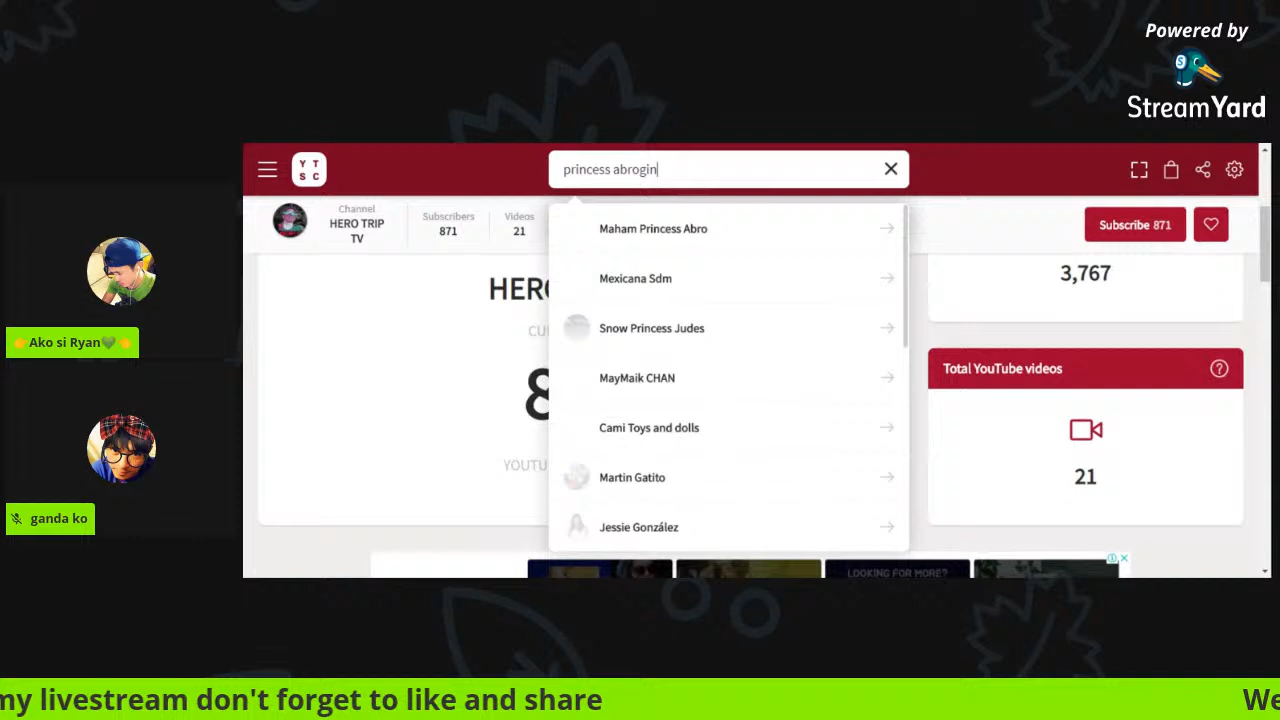 Powered by
StreamYard
Y T
S C
princess abrogin
Channel
HERO TRIP
TV
Subscribers
871
Videos
21
Subscribe 871
Maham Princess Abro
Mexicana Sdm
Snow Princess Judes
MayMaik CHAN
Cami Toys and dolls
Martin Gatito
Jessie González
HERO
CU
8
YOUTU
3,767
Total YouTube videos
21
LOOKING FOR MORE?
👉Ako si Ryan💚👈
ganda ko
my livestream don't forget to like and share
We